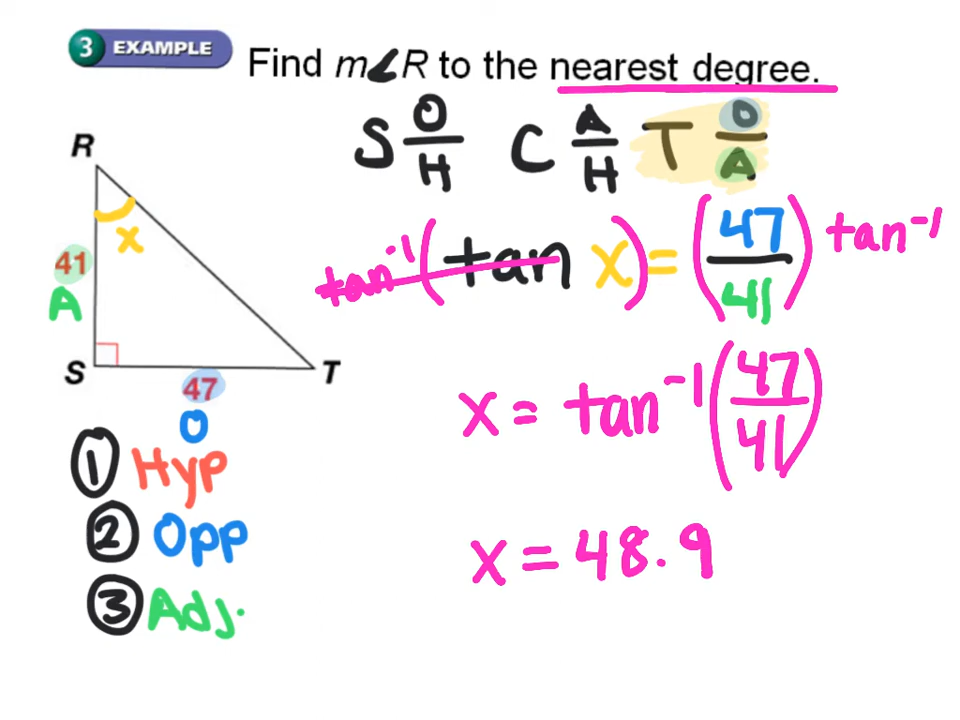 3 EXAMPLE
Find m∠R to the nearest degree.
S O/H C A/H T O/A
R
x
41
A
S
T
47
O
tan⁻¹(tan x) = (47/41) tan⁻¹
x = tan⁻¹(47/41)
x = 48.9
1 Hyp
2 Opp
3 Adj.